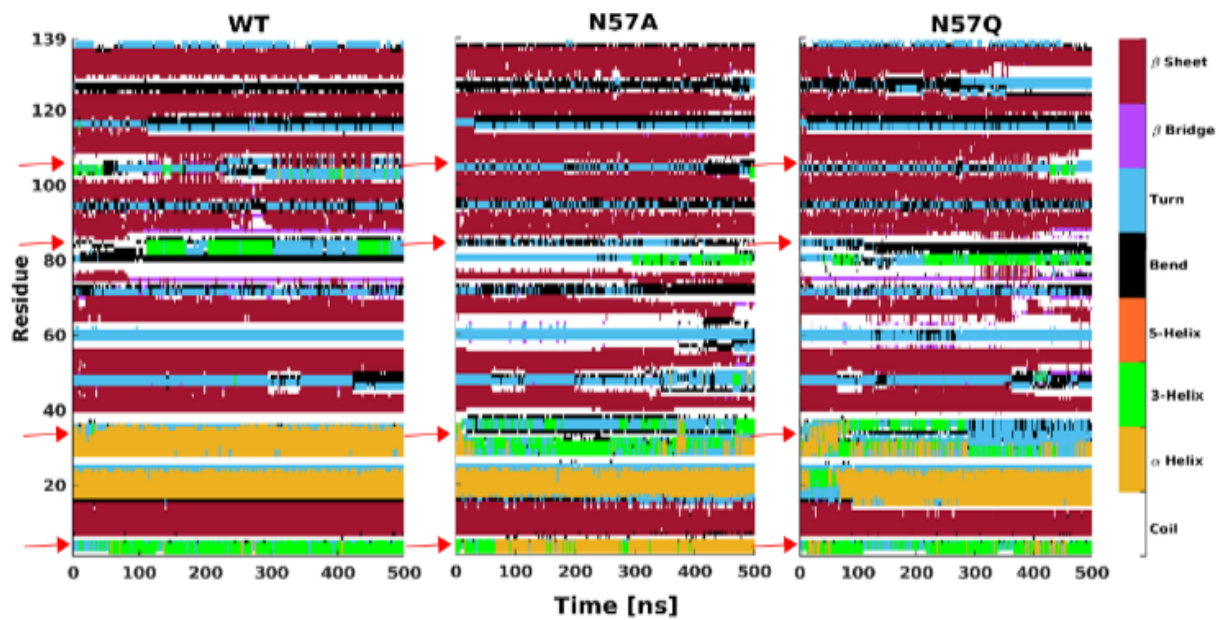 WT N57A N57Q
139
120
100
80
60
40
20
Residue
0 100 200 300 400 500
0 100 200 300 400 500
0 100 200 300 400 500
Time [ns]
β Sheet
β Bridge
Turn
Bend
5-Helix
3-Helix
α Helix
Coil